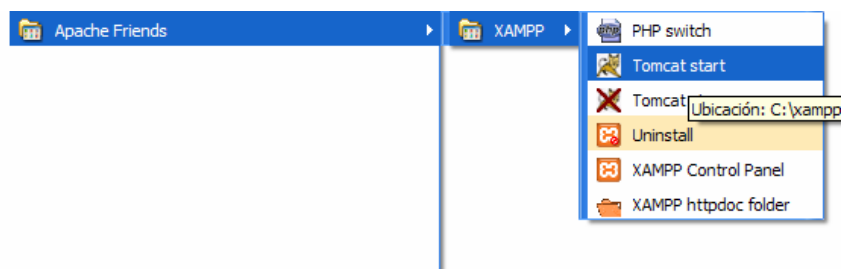 Apache Friends
XAMPP
PHP switch
Tomcat start
Tomcat
Ubicación: C:\xampp
Uninstall
XAMPP Control Panel
XAMPP httpdoc folder